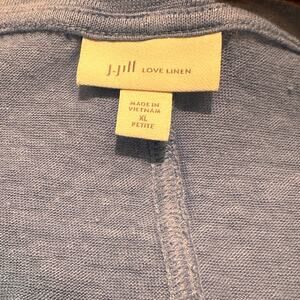 J.Jill LOVE LINEN
MADE IN
VIETNAM
XL
PETITE